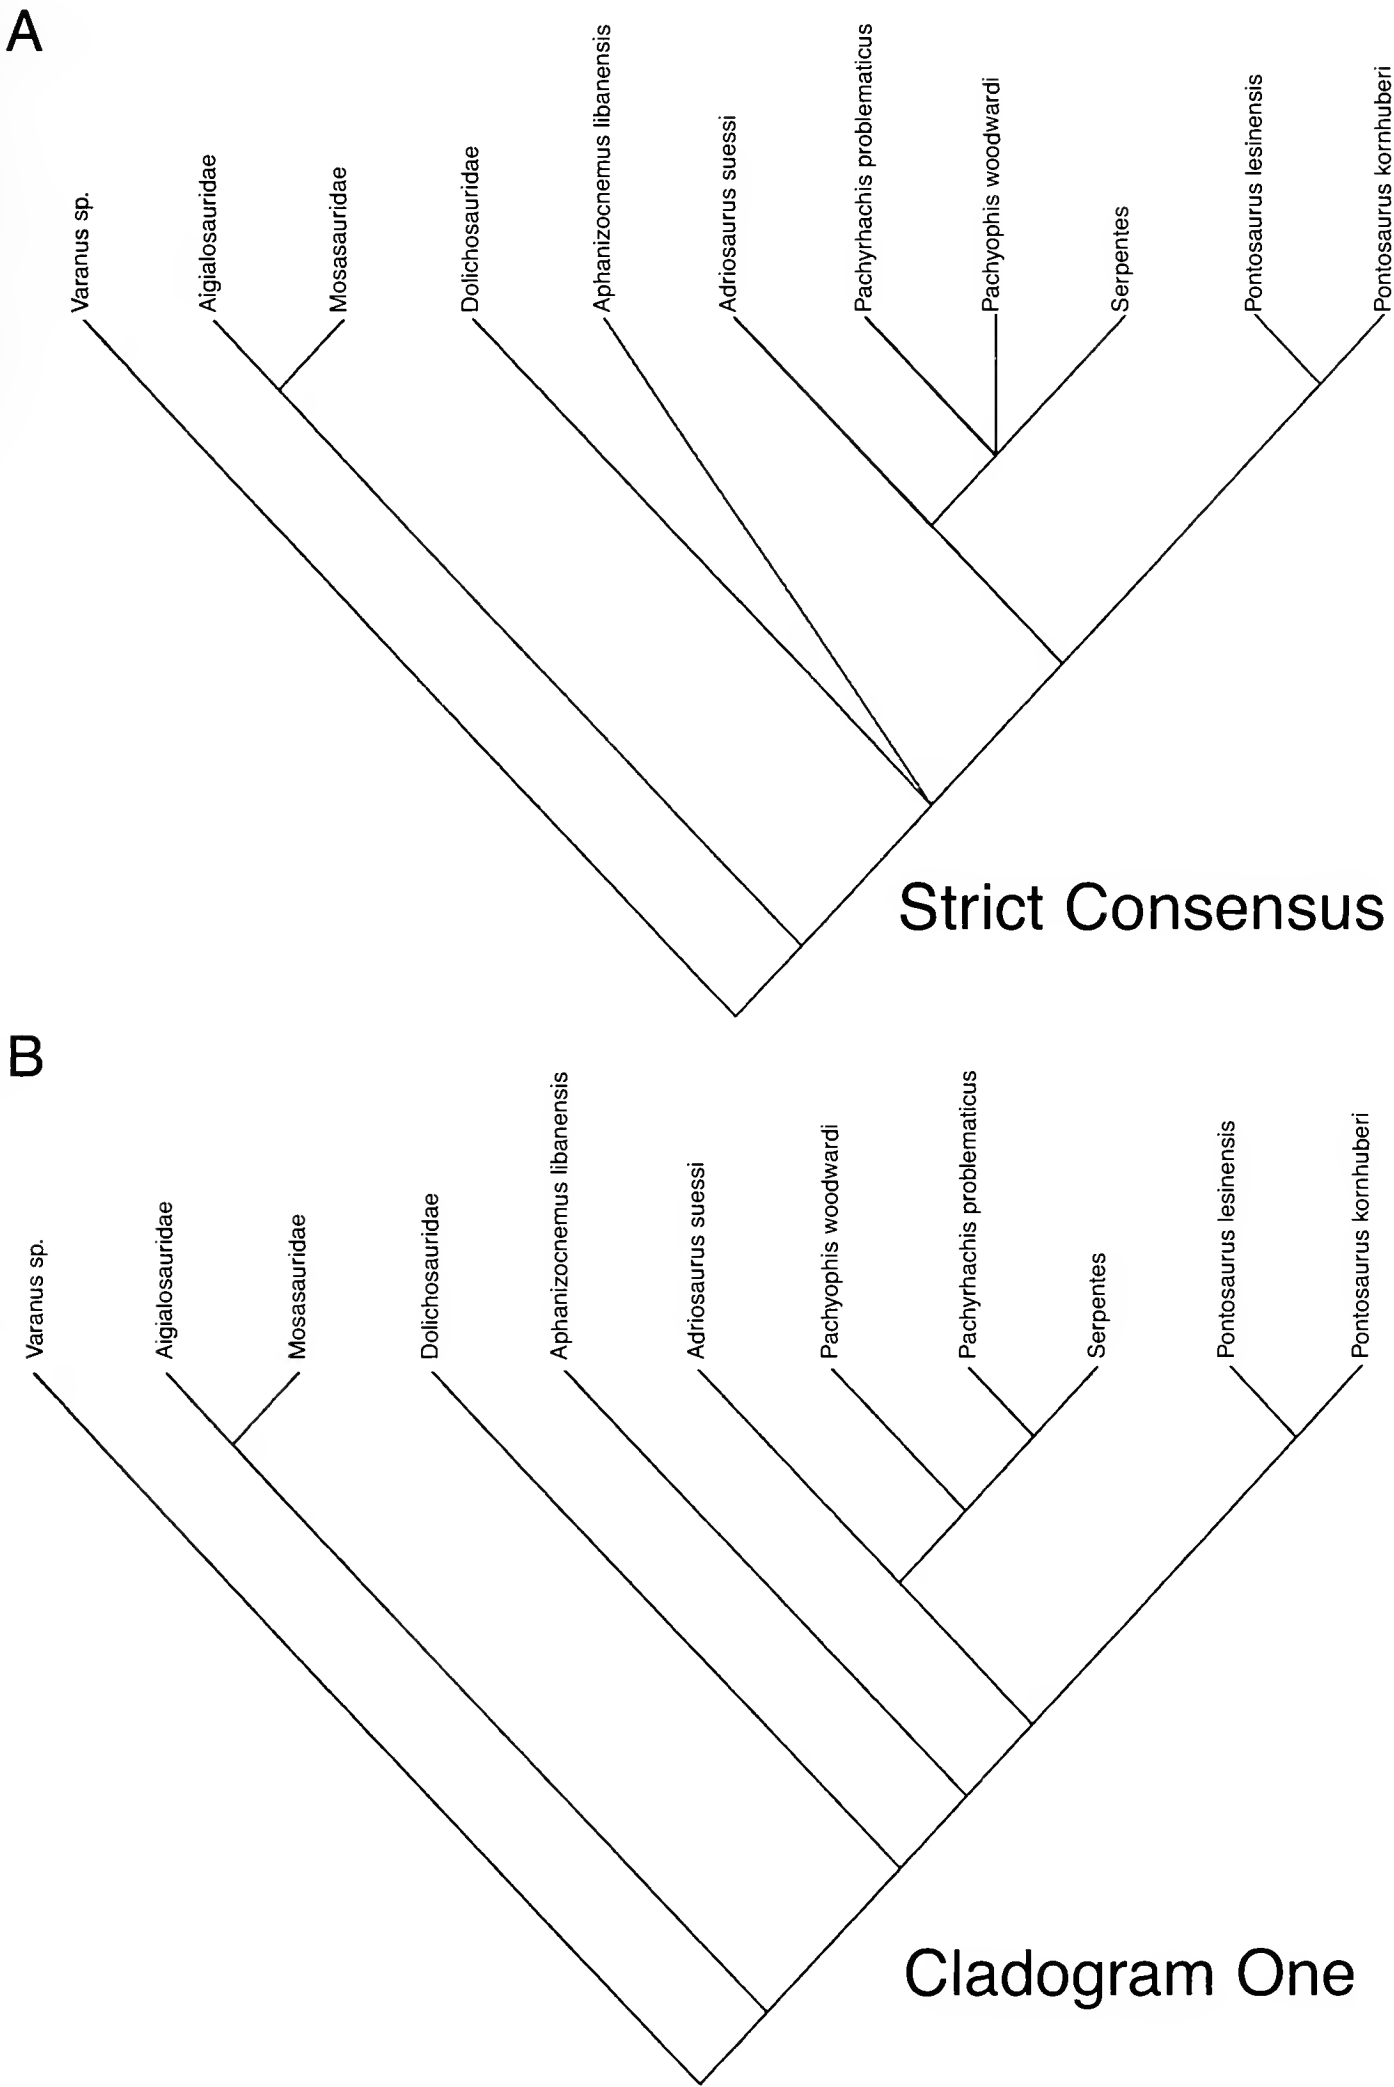 A
Varanus sp.
Aigialosauridae
Mosasauridae
Dolichosauridae
Aphanizocnemus libanensis
Adriosaurus suessi
Pachyrhachis problematicus
Pachyophis woodwardi
Serpentes
Pontosaurus lesinensis
Pontosaurus kornhuberi
Strict Consensus
B
Varanus sp.
Aigialosauridae
Mosasauridae
Dolichosauridae
Aphanizocnemus libanensis
Adriosaurus suessi
Pachyophis woodwardi
Pachyrhachis problematicus
Serpentes
Pontosaurus lesinensis
Pontosaurus kornhuberi
Cladogram One